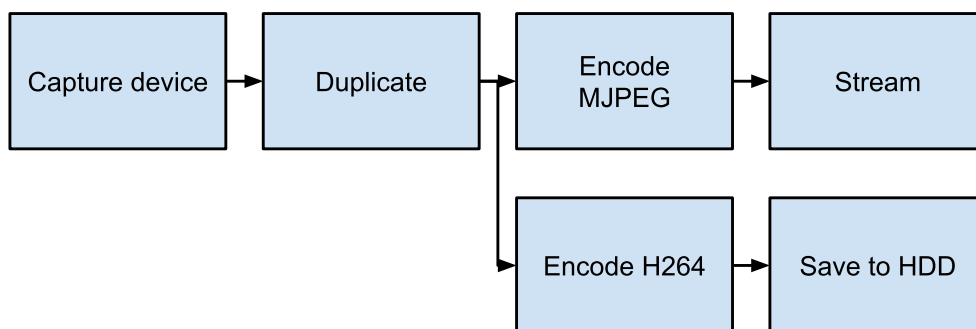 Capture device
Duplicate
Encode
MJPEG
Stream
Encode H264
Save to HDD